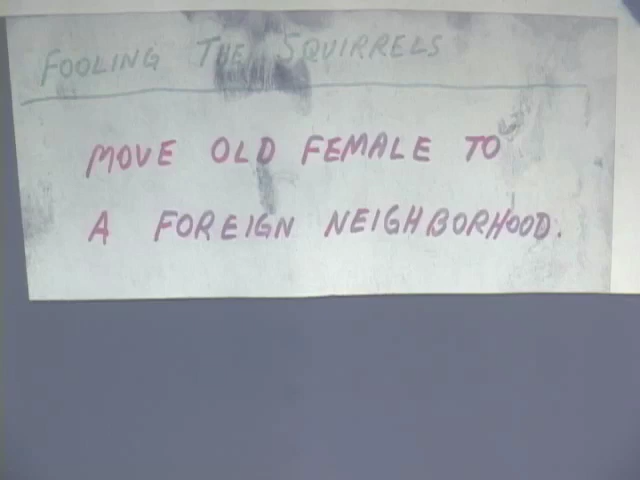 FOOLING THE SQUIRRELS
MOVE OLD FEMALE TO
A FOREIGN NEIGHBORHOOD.